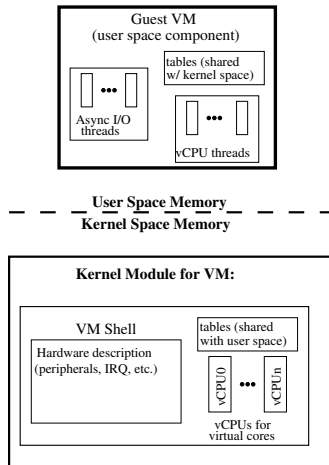 Guest VM
(user space component)
tables (shared
w/ kernel space)
Async I/O
threads
vCPU threads
User Space Memory
Kernel Space Memory
Kernel Module for VM:
VM Shell
Hardware description
(peripherals, IRQ, etc.)
tables (shared
with user space)
vCPU0
vCPUn
vCPUs for
virtual cores